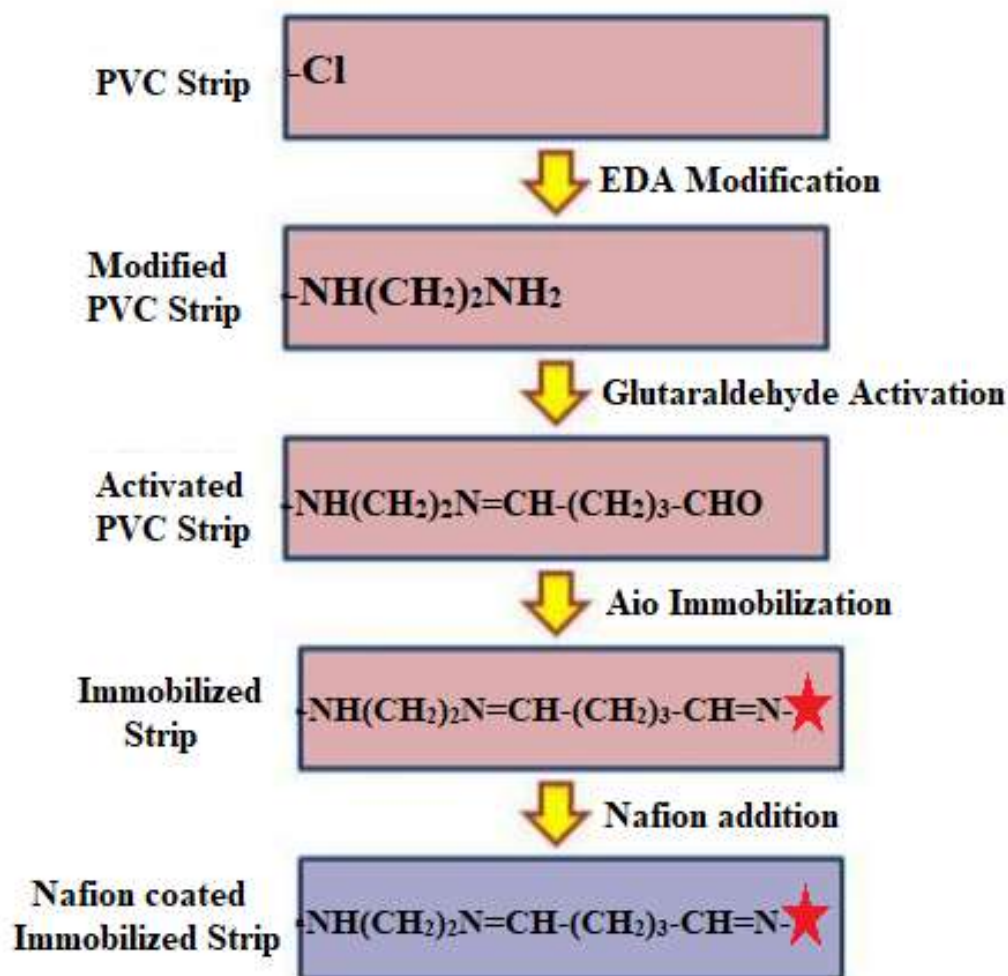 PVC Strip
-Cl
EDA Modification
Modified
PVC Strip
-NH(CH₂)₂NH₂
Glutaraldehyde Activation
Activated
PVC Strip
-NH(CH₂)₂N=CH-(CH₂)₃-CHO
Aio Immobilization
Immobilized
Strip
-NH(CH₂)₂N=CH-(CH₂)₃-CH=N-
Nafion addition
Nafion coated
Immobilized Strip
-NH(CH₂)₂N=CH-(CH₂)₃-CH=N-